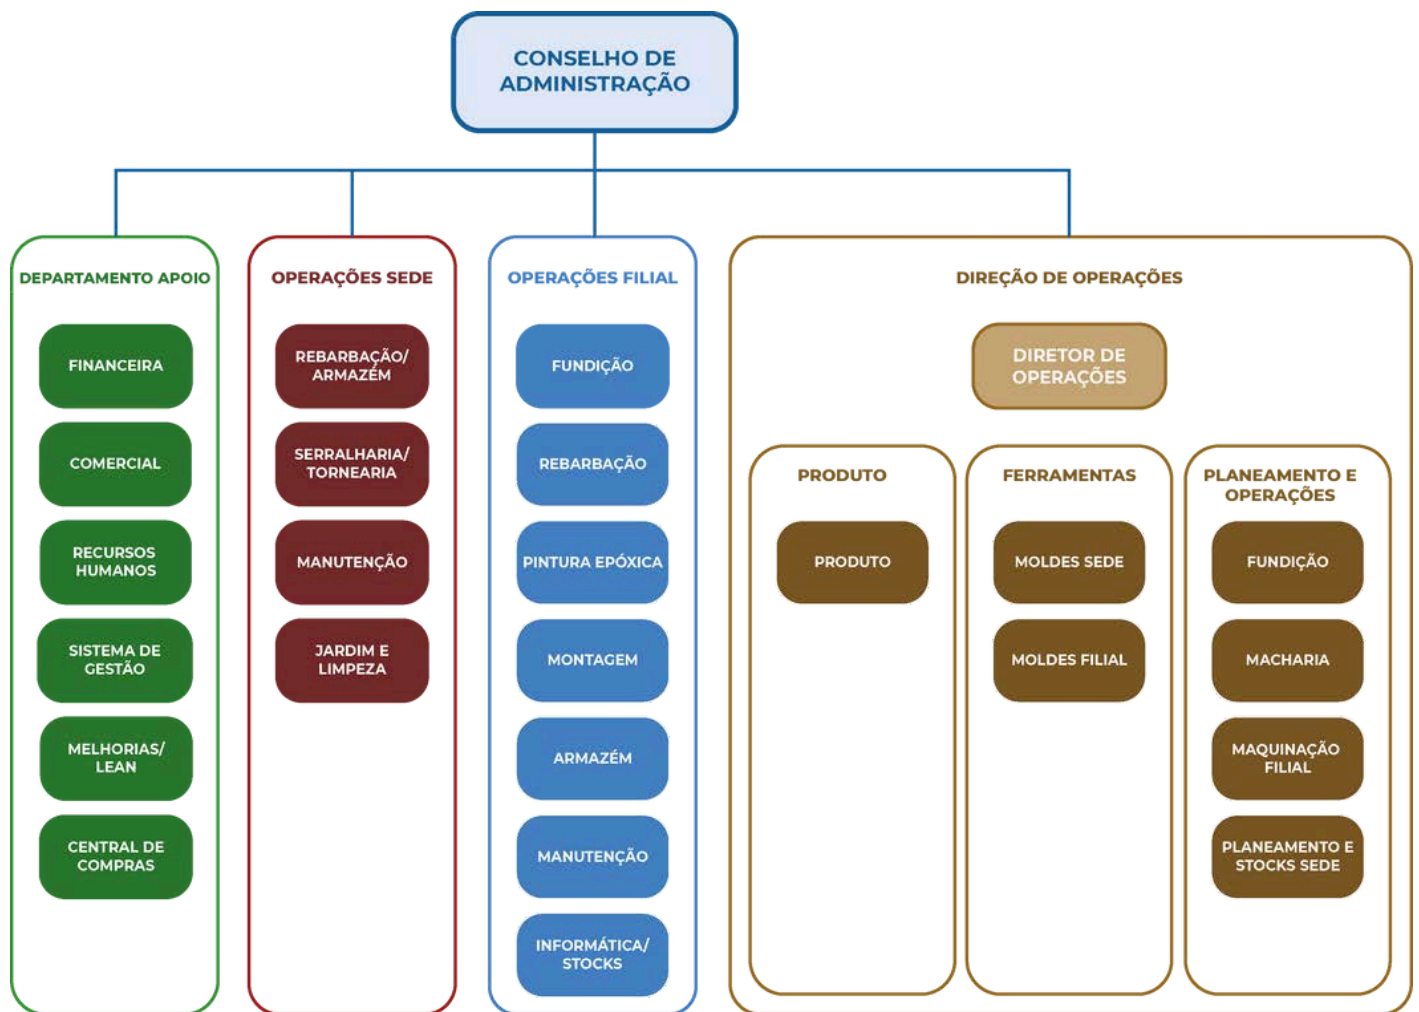 CONSELHO DE
ADMINISTRAÇÃO
DEPARTAMENTO APOIO
FINANCEIRA
COMERCIAL
RECURSOS
HUMANOS
SISTEMA DE
GESTÃO
MELHORIAS/
LEAN
CENTRAL DE
COMPRAS
OPERAÇÕES SEDE
REBARBAÇÃO/
ARMAZÉM
SERRALHARIA/
TORNEARIA
MANUTENÇÃO
JARDIM E
LIMPEZA
OPERAÇÕES FILIAL
FUNDIÇÃO
REBARBAÇÃO
PINTURA EPÓXICA
MONTAGEM
ARMAZÉM
MANUTENÇÃO
INFORMÁTICA/
STOCKS
DIREÇÃO DE OPERAÇÕES
DIRETOR DE
OPERAÇÕES
PRODUTO
PRODUTO
FERRAMENTAS
MOLDES SEDE
MOLDES FILIAL
PLANEAMENTO E
OPERAÇÕES
FUNDIÇÃO
MACHARIA
MAQUINAÇÃO
FILIAL
PLANEAMENTO E
STOCKS SEDE